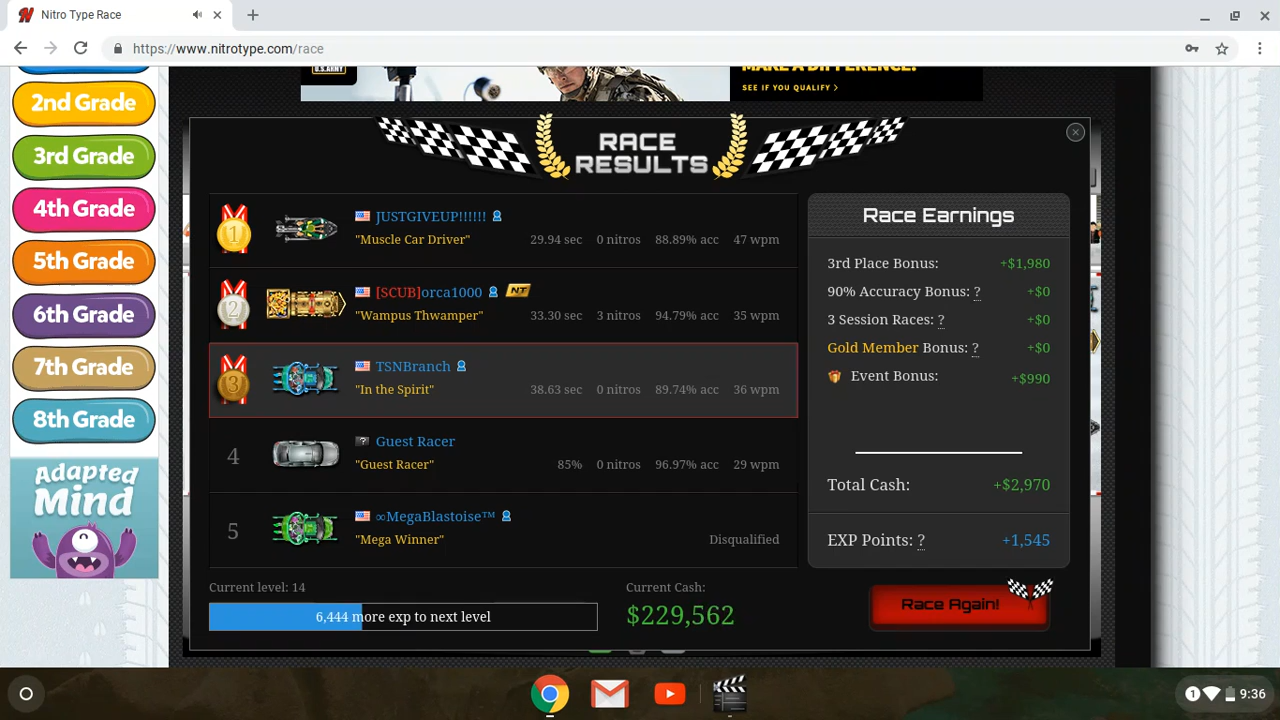 Nitro Type Race
https://www.nitrotype.com/race
U.S. ARMY
MAKE A DIFFERENCE!
SEE IF YOU QUALIFY >
2nd Grade
3rd Grade
4th Grade
5th Grade
6th Grade
7th Grade
8th Grade
Adapted
Mind
RACE
RESULTS
1
JUSTGIVEUP!!!!!!
"Muscle Car Driver" 29.94 sec 0 nitros 88.89% acc 47 wpm
2
[SCUB]orca1000 NT
"Wampus Thwamper" 33.30 sec 3 nitros 94.79% acc 35 wpm
3
TSNBranch
"In the Spirit" 38.63 sec 0 nitros 89.74% acc 36 wpm
4
? Guest Racer
"Guest Racer" 85% 0 nitros 96.97% acc 29 wpm
5
∞MegaBlastoise™
"Mega Winner" Disqualified
Race Earnings
3rd Place Bonus: +$1,980
90% Accuracy Bonus: ? +$0
3 Session Races: ? +$0
Gold Member Bonus: ? +$0
Event Bonus: +$990
Total Cash: +$2,970
EXP Points: ? +1,545
Current level: 14
6,444 more exp to next level
Current Cash:
$229,562
Race Again!
1 9:36